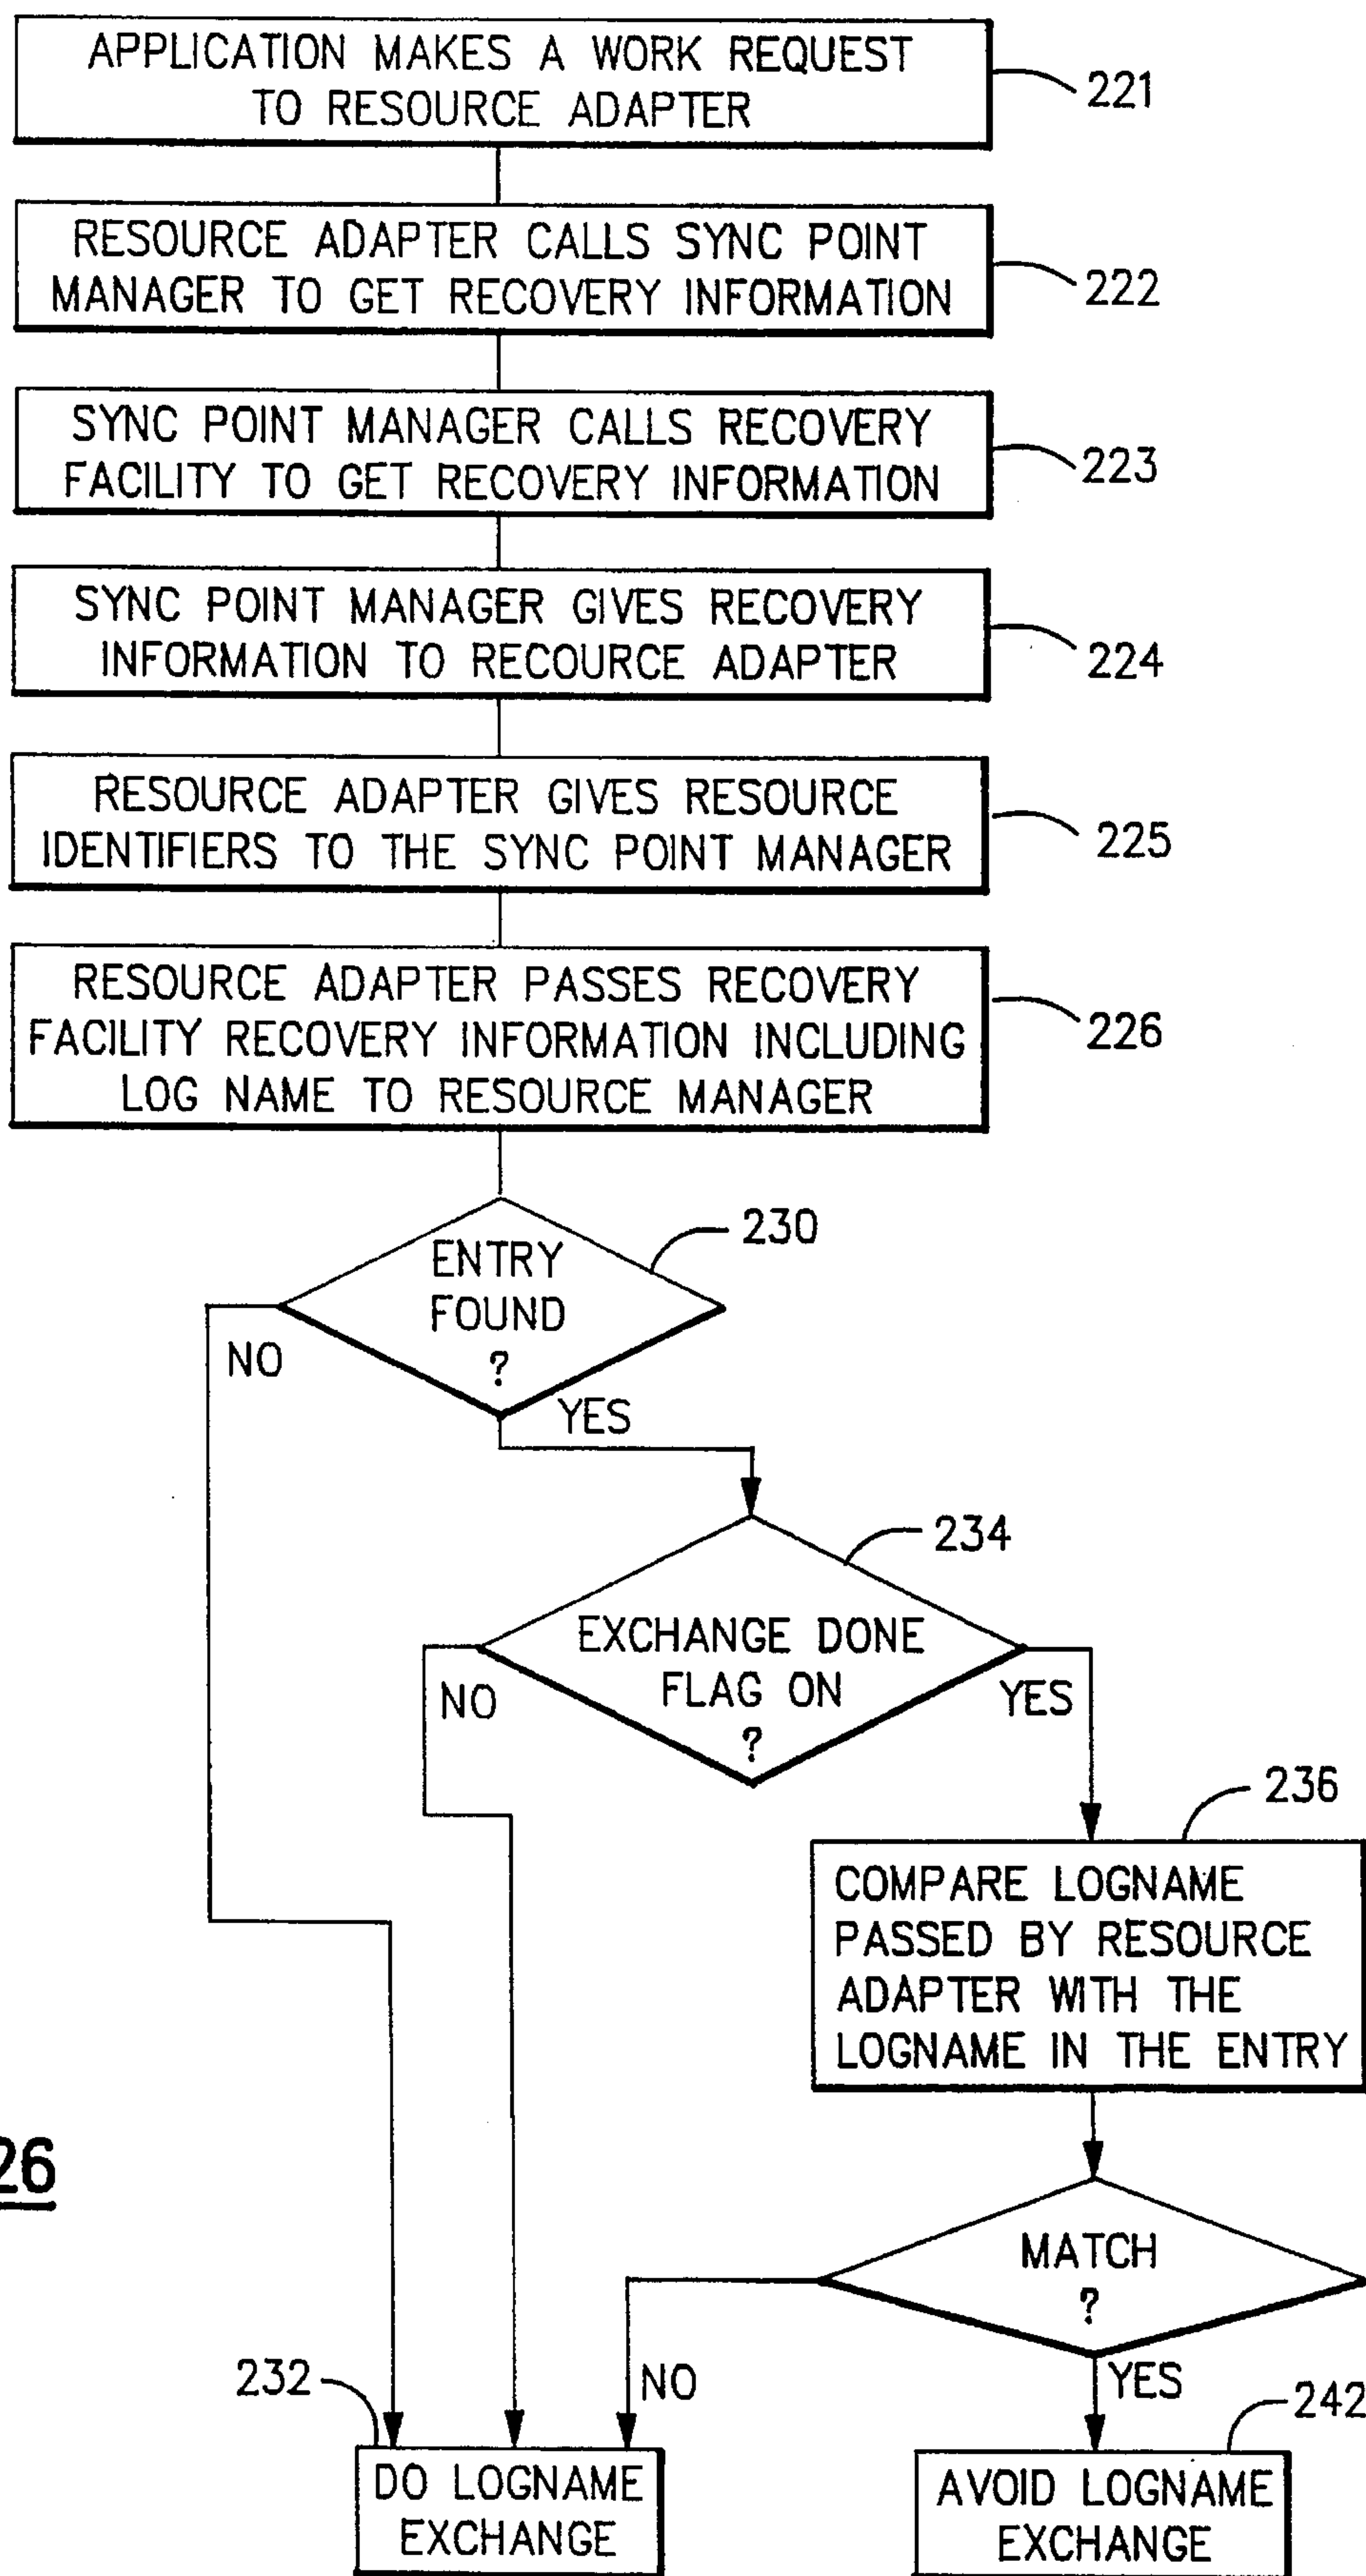 APPLICATION MAKES A WORK REQUEST
TO RESOURCE ADAPTER
221
RESOURCE ADAPTER CALLS SYNC POINT
MANAGER TO GET RECOVERY INFORMATION
222
SYNC POINT MANAGER CALLS RECOVERY
FACILITY TO GET RECOVERY INFORMATION
223
SYNC POINT MANAGER GIVES RECOVERY
INFORMATION TO RECOURCE ADAPTER
224
RESOURCE ADAPTER GIVES RESOURCE
IDENTIFIERS TO THE SYNC POINT MANAGER
225
RESOURCE ADAPTER PASSES RECOVERY
FACILITY RECOVERY INFORMATION INCLUDING
LOG NAME TO RESOURCE MANAGER
226
230
ENTRY
FOUND
?
NO
YES
234
EXCHANGE DONE
FLAG ON
?
NO
YES
236
COMPARE LOGNAME
PASSED BY RESOURCE
ADAPTER WITH THE
LOGNAME IN THE ENTRY
26
MATCH
?
NO
YES
232
242
DO LOGNAME
EXCHANGE
AVOID LOGNAME
EXCHANGE